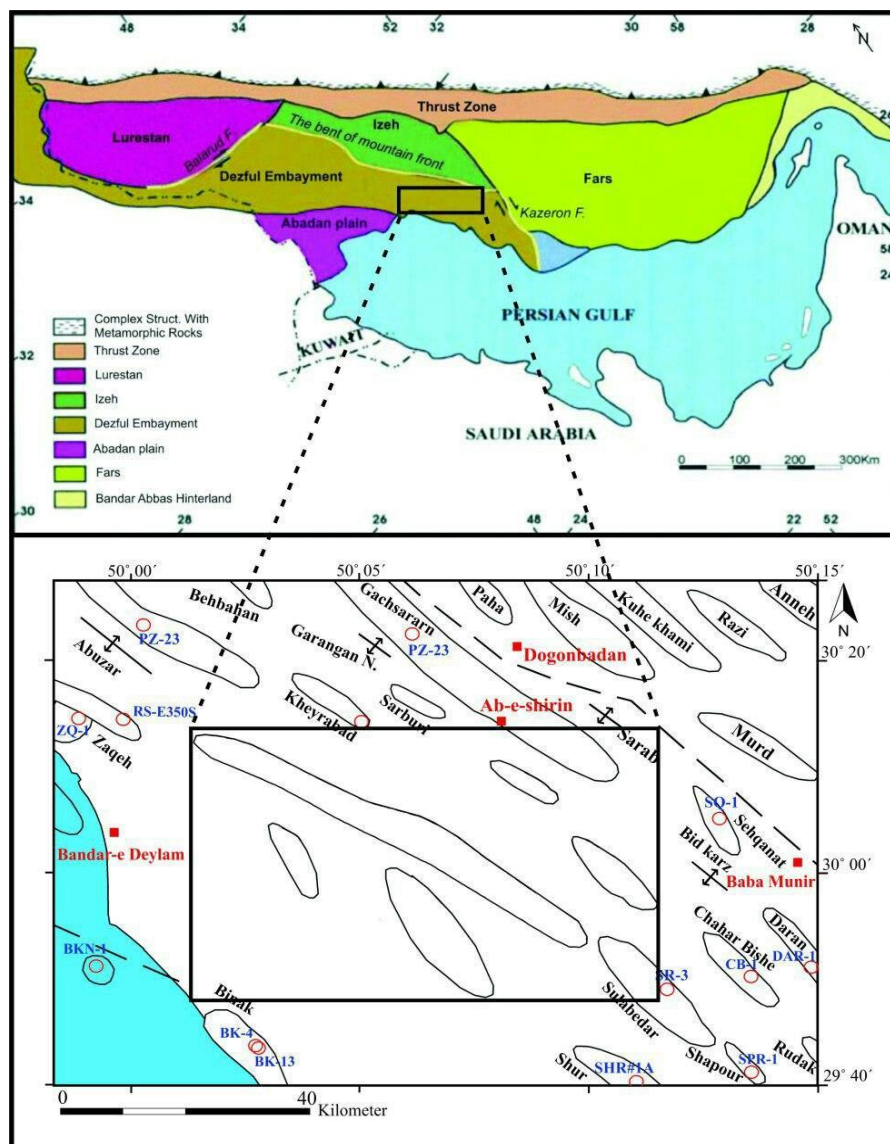 48 34 52 32 30 58 28
N
Thrust Zone
26
Lurestan
Izeh
Balarud F.
The bent of mountain front
Dezful Embayment
Fars
34
Kazeron F.
Abadan plain
OMAN
58
24
PERSIAN GULF
Complex Struct. With
Metamorphic Rocks
KUWAIT
Thrust Zone
32
Lurestan
Izeh
Dezful Embayment
SAUDI ARABIA
Abadan plain
Fars
0 100 200 300Km
Bandar Abbas Hinterland
30
28 26 48 24 22 52
50°00´ 50°05´ 50°10´ 50°15´
Behbahan
Gachsararn
Paha
Mish
Kuhe khami
Razi
Anneh
N
PZ-23
Abuzar
Garangan N.
PZ-23
Dogonbadan
30°20´
RS-E350S
ZQ-1
Zaqeh
Kheyrabad
Sarburi
Ab-e-shirin
Sarab
Murd
SQ-1
Sehqanat
Bandar-e Deylam
Bid karz
Baba Munir
30°00´
Chahar Bishe
Daran
BKN-1
CB-1
DAR-1
Binak
SR-3
Sulabedar
BK-4
BK-13
Shur
SHR#1A
Shapour
SPR-1
Rudak
29°40´
0 40
Kilometer